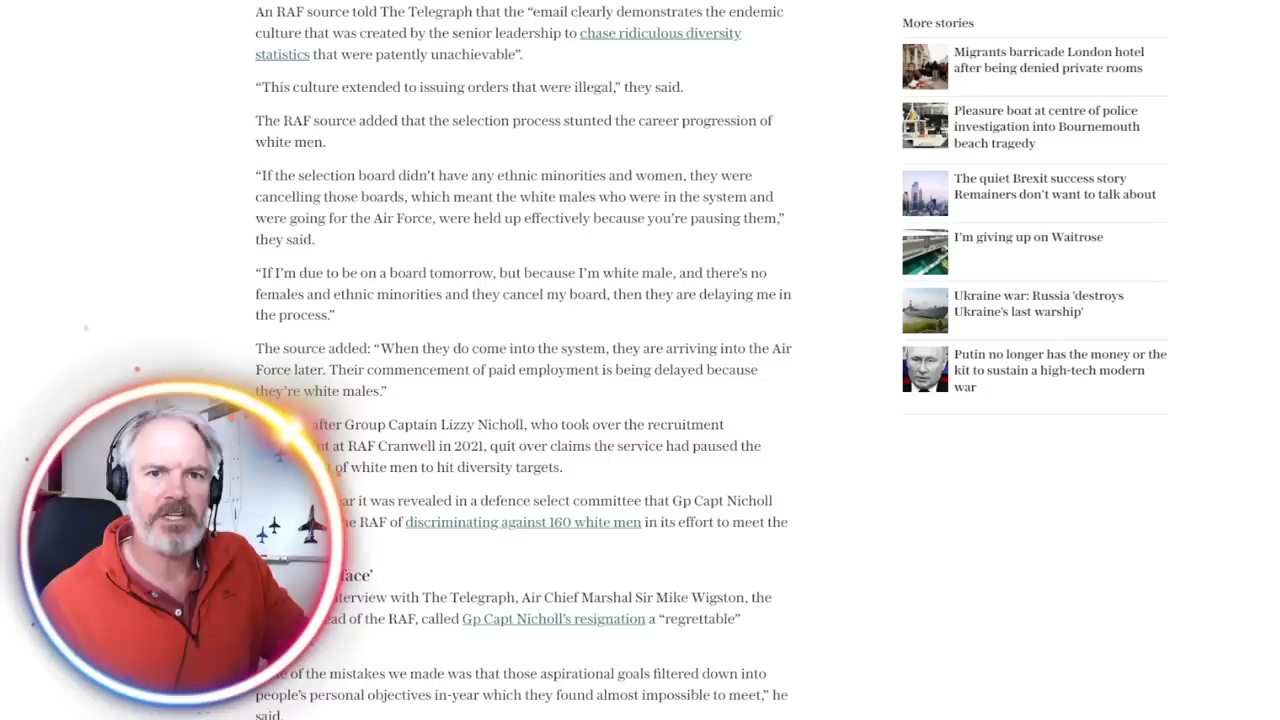 An RAF source told The Telegraph that the “email clearly demonstrates the endemic
culture that was created by the senior leadership to chase ridiculous diversity
statistics that were patently unachievable”.
“This culture extended to issuing orders that were illegal,” they said.
The RAF source added that the selection process stunted the career progression of
white men.
“If the selection board didn't have any ethnic minorities and women, they were
cancelling those boards, which meant the white males who were in the system and
were going for the Air Force, were held up effectively because you're pausing them,”
they said.
“If I'm due to be on a board tomorrow, but because I'm white male, and there's no
females and ethnic minorities and they cancel my board, then they are delaying me in
the process.”
The source added: “When they do come into the system, they are arriving into the Air
Force later. Their commencement of paid employment is being delayed because
they're white males.”
after Group Captain Lizzy Nicholl, who took over the recruitment
at RAF Cranwell in 2021, quit over claims the service had paused the
of white men to hit diversity targets.
it was revealed in a defence select committee that Gp Capt Nicholl
RAF of discriminating against 160 white men in its effort to meet the
face’
interview with The Telegraph, Air Chief Marshal Sir Mike Wigston, the
of the RAF, called Gp Capt Nicholl's resignation a “regrettable”
of the mistakes we made was that those aspirational goals filtered down into
people's personal objectives in-year which they found almost impossible to meet,” he
said.
More stories
Migrants barricade London hotel
after being denied private rooms
Pleasure boat at centre of police
investigation into Bournemouth
beach tragedy
The quiet Brexit success story
Remainers don't want to talk about
I'm giving up on Waitrose
Ukraine war: Russia 'destroys
Ukraine's last warship'
Putin no longer has the money or the
kit to sustain a high-tech modern
war